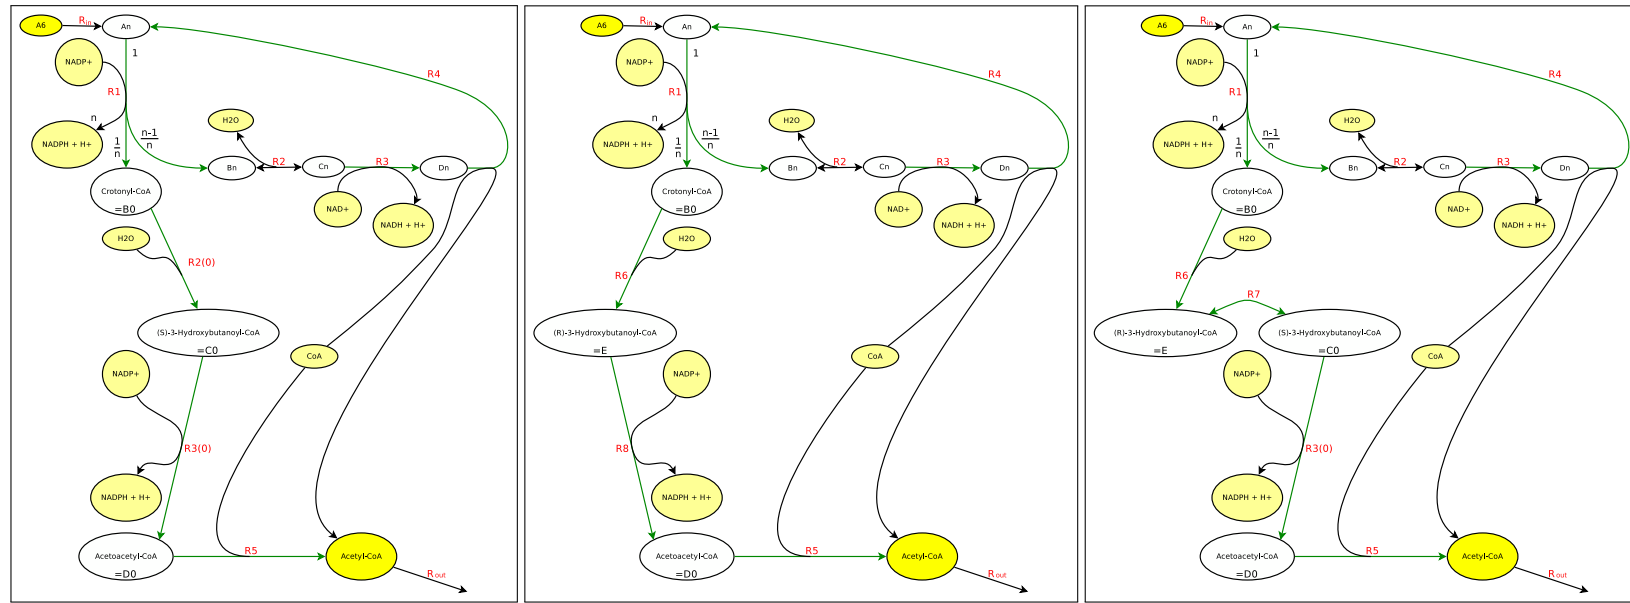 A6
Rin
An
1
NADP+
R4
R1
n
NADPH + H+
1
n
n-1
n
H2O
Bn
R2
Cn
R3
Dn
Crotonyl-CoA
=B0
NAD+
NADH + H+
H2O
R2(0)
(S)-3-Hydroxybutanoyl-CoA
=C0
CoA
NADP+
R3(0)
NADPH + H+
Acetoacetyl-CoA
=D0
R5
Acetyl-CoA
Rout
A6
Rin
An
1
NADP+
R4
R1
n
NADPH + H+
1
n
n-1
n
H2O
Bn
R2
Cn
R3
Dn
Crotonyl-CoA
=B0
NAD+
NADH + H+
H2O
R6
(R)-3-Hydroxybutanoyl-CoA
=E
CoA
NADP+
R8
NADPH + H+
Acetoacetyl-CoA
=D0
R5
Acetyl-CoA
Rout
A6
Rin
An
1
NADP+
R4
R1
n
NADPH + H+
1
n
n-1
n
H2O
Bn
R2
Cn
R3
Dn
Crotonyl-CoA
=B0
NAD+
NADH + H+
H2O
R6
R7
(R)-3-Hydroxybutanoyl-CoA
=E
(S)-3-Hydroxybutanoyl-CoA
=C0
CoA
NADP+
R3(0)
NADPH + H+
Acetoacetyl-CoA
=D0
R5
Acetyl-CoA
Rout